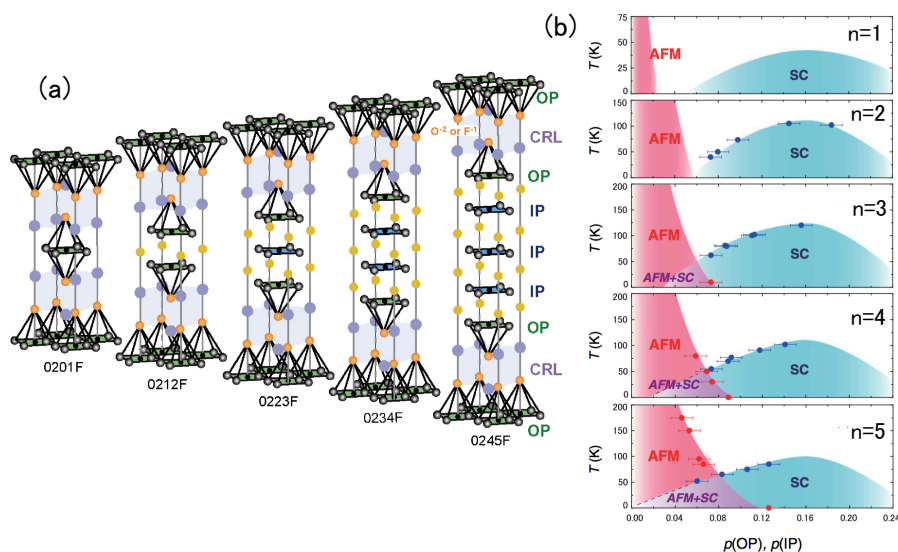 (a)
OP
O⁻² or F⁻¹
CRL
OP
IP
IP
IP
OP
CRL
OP
0201F
0212F
0223F
0234F
0245F
(b)
n=1
75
50
25
0
T (K)
AFM
SC
n=2
150
100
50
0
T (K)
AFM
SC
n=3
200
150
100
50
0
T (K)
AFM
AFM+SC
SC
n=4
200
150
100
50
0
T (K)
AFM
AFM+SC
SC
n=5
200
150
100
50
0
T (K)
AFM
AFM+SC
SC
0.00 0.04 0.08 0.12 0.16 0.20 0.24
p(OP), p(IP)